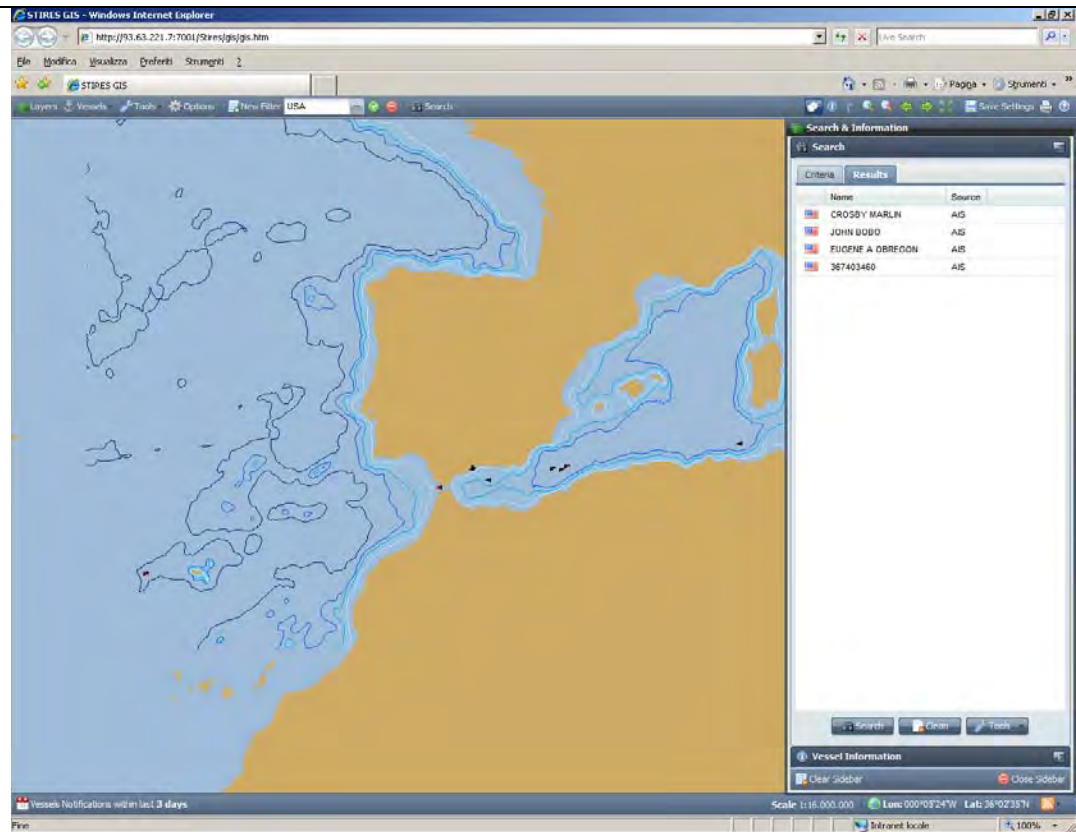 STIRES GIS - Windows Internet Explorer
http://93.63.221.7:7001/Stires/gis/gis.htm
Live Search
File Modifica Visualizza Preferiti Strumenti ?
STIRES GIS
Pagina Strumenti »
Layers Vessels Tools Options New Filter USA Search Save Settings
Search & Information
Search
Criteria Results
Name Source
CROSBY MARLIN AIS
JOHN BOBO AIS
EUGENE A OBREGON AIS
367403460 AIS
Search Clean Tools
Vessel Information
Clear Sidebar Close Sidebar
Vessels Notifications within last 3 days
Scale 1:16.000.000 Lon: 000°05'24"W Lat: 36°02'35"N
Fine Intranet locale 100%